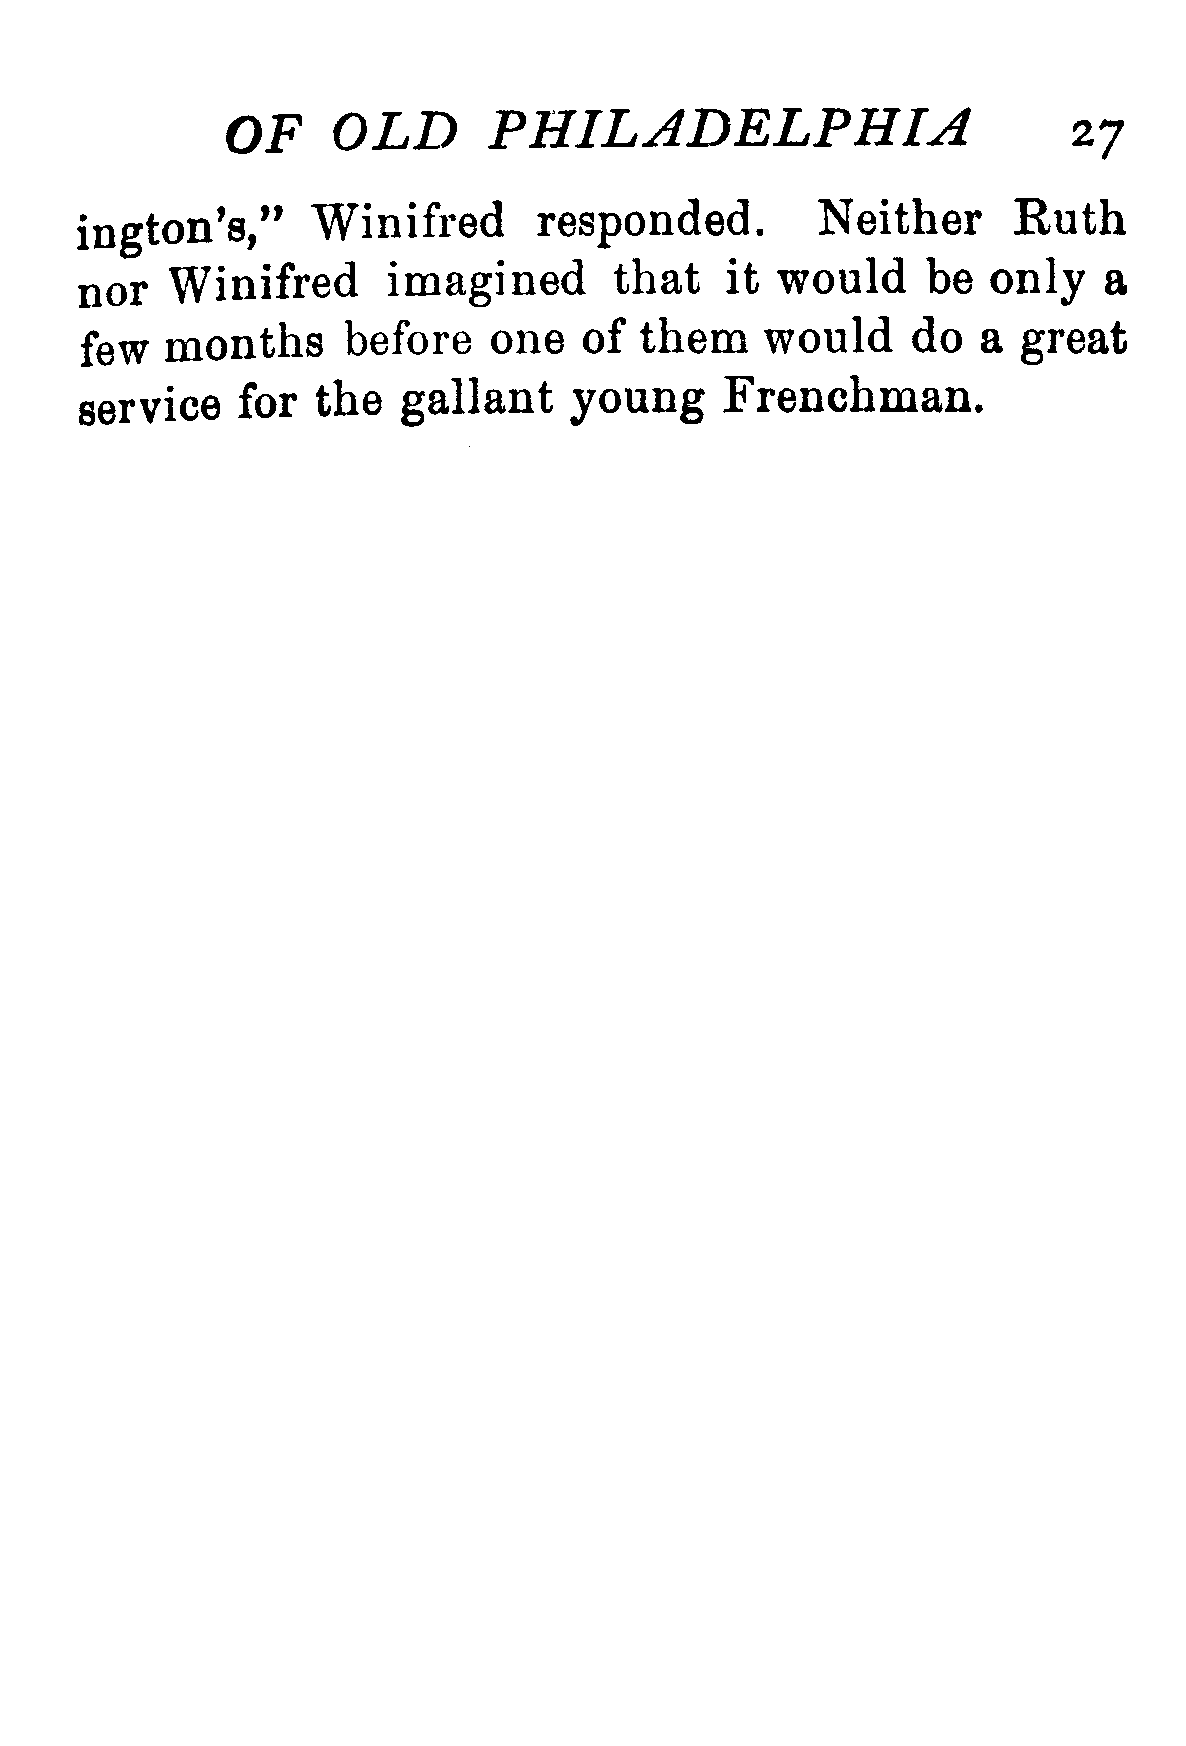 OF OLD PHILADELPHIA 27
ington's," Winifred responded. Neither Ruth
nor Winifred imagined that it would be only a
few months before one of them would do a great
service for the gallant young Frenchman.